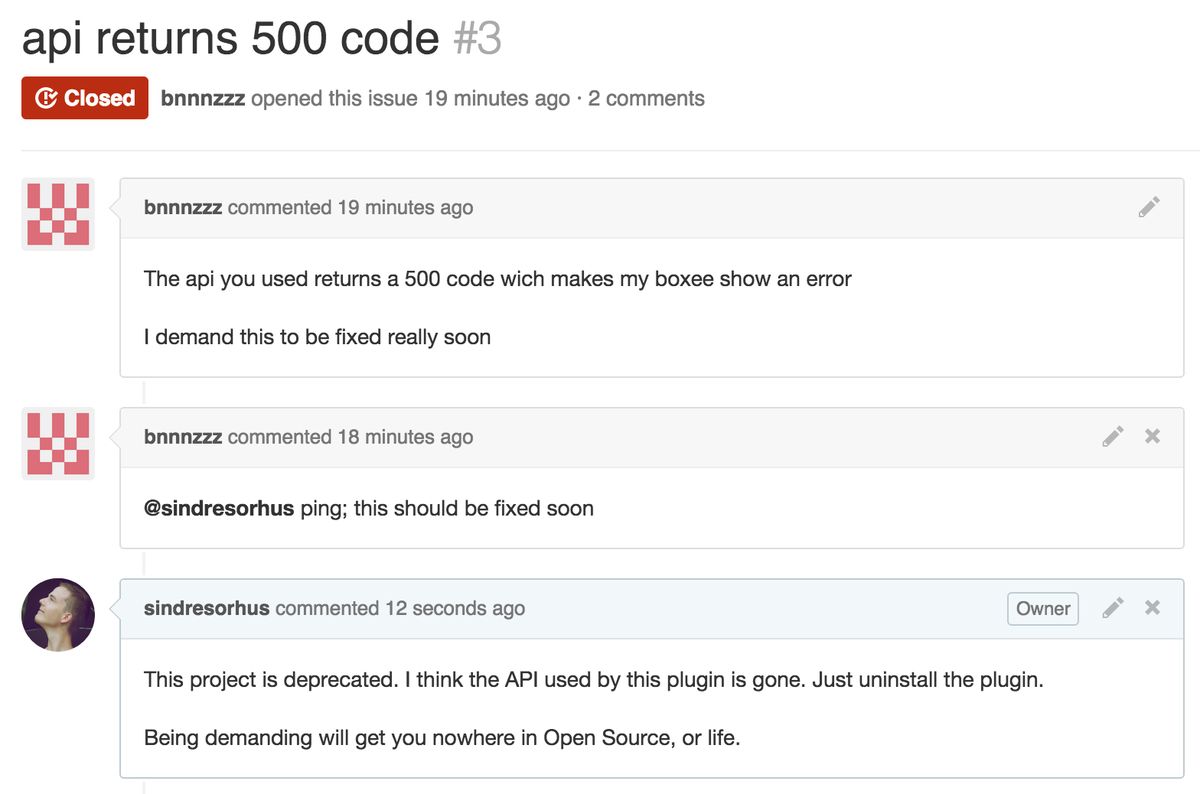 api returns 500 code #3
Closed bnnnzzz opened this issue 19 minutes ago · 2 comments
bnnnzzz commented 19 minutes ago
The api you used returns a 500 code wich makes my boxee show an error
I demand this to be fixed really soon
bnnnzzz commented 18 minutes ago
@sindresorhus ping; this should be fixed soon
sindresorhus commented 12 seconds ago Owner
This project is deprecated. I think the API used by this plugin is gone. Just uninstall the plugin.
Being demanding will get you nowhere in Open Source, or life.